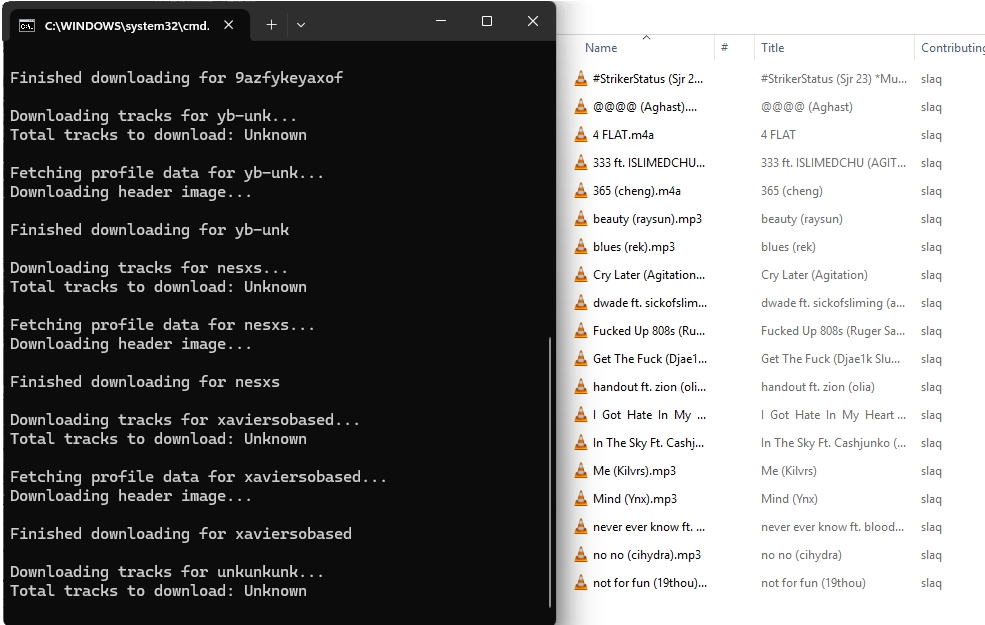 C:\WINDOWS\system32\cmd.
Finished downloading for 9azfykeyaxof
Downloading tracks for yb-unk...
Total tracks to download: Unknown
Fetching profile data for yb-unk...
Downloading header image...
Finished downloading for yb-unk
Downloading tracks for nesxs...
Total tracks to download: Unknown
Fetching profile data for nesxs...
Downloading header image...
Finished downloading for nesxs
Downloading tracks for xaviersobased...
Total tracks to download: Unknown
Fetching profile data for xaviersobased...
Downloading header image...
Finished downloading for xaviersobased
Downloading tracks for unkunkunk...
Total tracks to download: Unknown
Name # Title Contributing
#StrikerStatus (Sjr 2... #StrikerStatus (Sjr 23) *Mu... slaq
@@@@ (Aghast).... @@@@ (Aghast) slaq
4 FLAT.m4a 4 FLAT slaq
333 ft. ISLIMEDCHU... 333 ft. ISLIMEDCHU (AGIT... slaq
365 (cheng).m4a 365 (cheng) slaq
beauty (raysun).mp3 beauty (raysun) slaq
blues (rek).mp3 blues (rek) slaq
Cry Later (Agitation... Cry Later (Agitation) slaq
dwade ft. sickofslim... dwade ft. sickofsliming (a... slaq
Fucked Up 808s (Ru... Fucked Up 808s (Ruger Sa... slaq
Get The Fuck (Djae1... Get The Fuck (Djae1k Slu... slaq
handout ft. zion (oli... handout ft. zion (olia) slaq
I Got Hate In My ... I Got Hate In My Heart ... slaq
In The Sky Ft. Cashj... In The Sky Ft. Cashjunko (... slaq
Me (Kilvrs).mp3 Me (Kilvrs) slaq
Mind (Ynx).mp3 Mind (Ynx) slaq
never ever know ft. ... never ever know ft. blood... slaq
no no (cihydra).mp3 no no (cihydra) slaq
not for fun (19thou)... not for fun (19thou) slaq